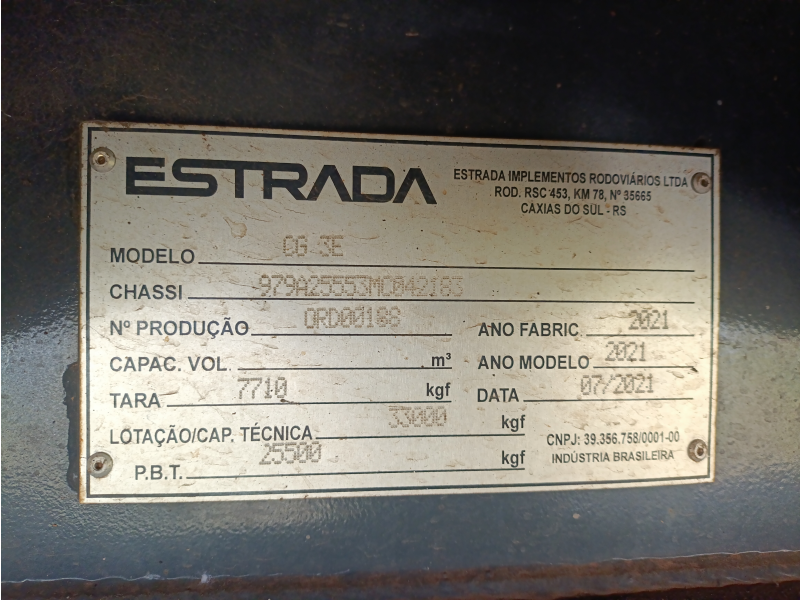 ESTRADA
ESTRADA IMPLEMENTOS RODOVIÁRIOS LTDA
ROD. RSC 453, KM 78, Nº 35665
CAXIAS DO SUL - RS
MODELO CG 3E
CHASSI 979A25553MC042183
Nº PRODUÇÃO ORD00188 ANO FABRIC 2021
CAPAC. VOL. m³ ANO MODELO 2021
TARA 7710 kgf DATA 07/2021
LOTAÇÃO/CAP. TÉCNICA 33000 kgf
P.B.T. 25500 kgf
CNPJ: 39.356.758/0001-00
INDÚSTRIA BRASILEIRA